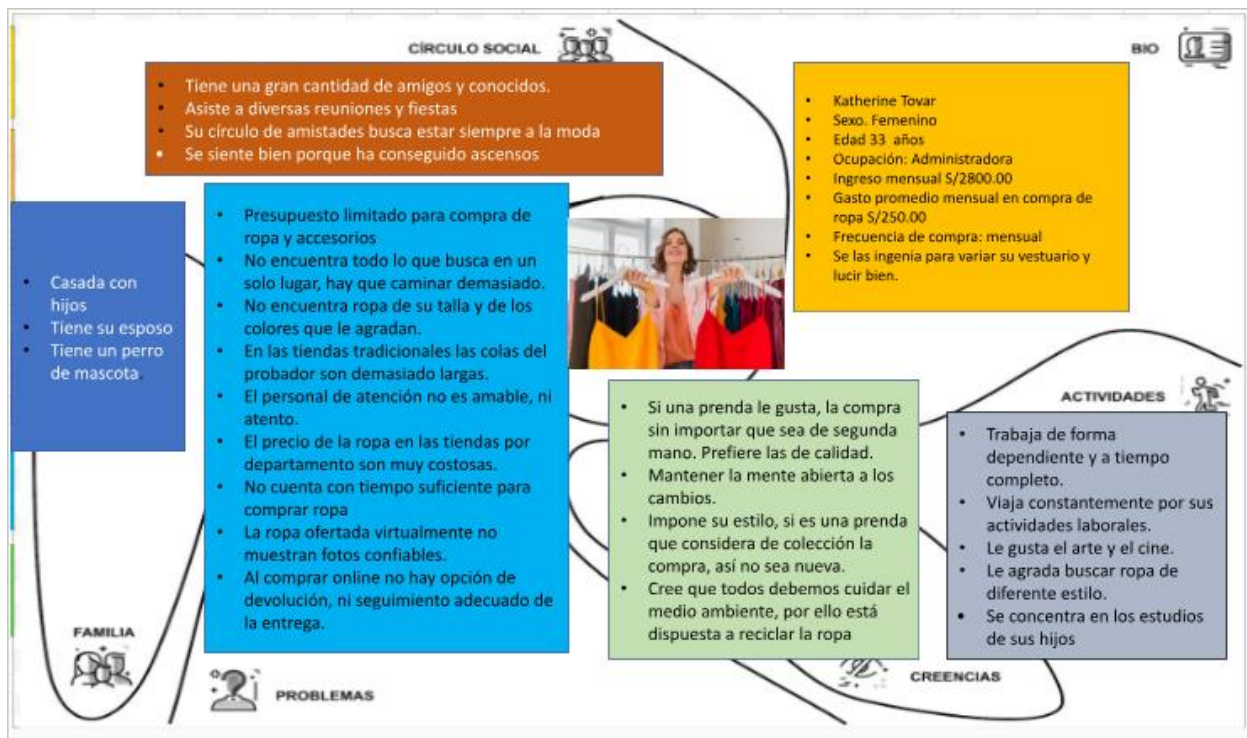 CÍRCULO SOCIAL
• Tiene una gran cantidad de amigos y conocidos.
• Asiste a diversas reuniones y fiestas
• Su círculo de amistades busca estar siempre a la moda
• Se siente bien porque ha conseguido ascensos
BIO
• Katherine Tovar
• Sexo. Femenino
• Edad 33 años
• Ocupación: Administradora
• Ingreso mensual S/2800.00
• Gasto promedio mensual en compra de
ropa S/250.00
• Frecuencia de compra: mensual
• Se las ingenia para variar su vestuario y
lucir bien.
• Casada con
hijos
• Tiene su esposo
• Tiene un perro
de mascota.
FAMILIA
• Presupuesto limitado para compra de
ropa y accesorios
• No encuentra todo lo que busca en un
solo lugar, hay que caminar demasiado.
• No encuentra ropa de su talla y de los
colores que le agradan.
• En las tiendas tradicionales las colas del
probador son demasiado largas.
• El personal de atención no es amable, ni
atento.
• El precio de la ropa en las tiendas por
departamento son muy costosas.
• No cuenta con tiempo suficiente para
comprar ropa
• La ropa ofertada virtualmente no
muestran fotos confiables.
• Al comprar online no hay opción de
devolución, ni seguimiento adecuado de
la entrega.
PROBLEMAS
• Si una prenda le gusta, la compra
sin importar que sea de segunda
mano. Prefiere las de calidad.
• Mantener la mente abierta a los
cambios.
• Impone su estilo, si es una prenda
que considera de colección la
compra, así no sea nueva.
• Cree que todos debemos cuidar el
medio ambiente, por ello está
dispuesta a reciclar la ropa
CREENCIAS
ACTIVIDADES
• Trabaja de forma
dependiente y a tiempo
completo.
• Viaja constantemente por sus
actividades laborales.
• Le gusta el arte y el cine.
• Le agrada buscar ropa de
diferente estilo.
• Se concentra en los estudios
de sus hijos